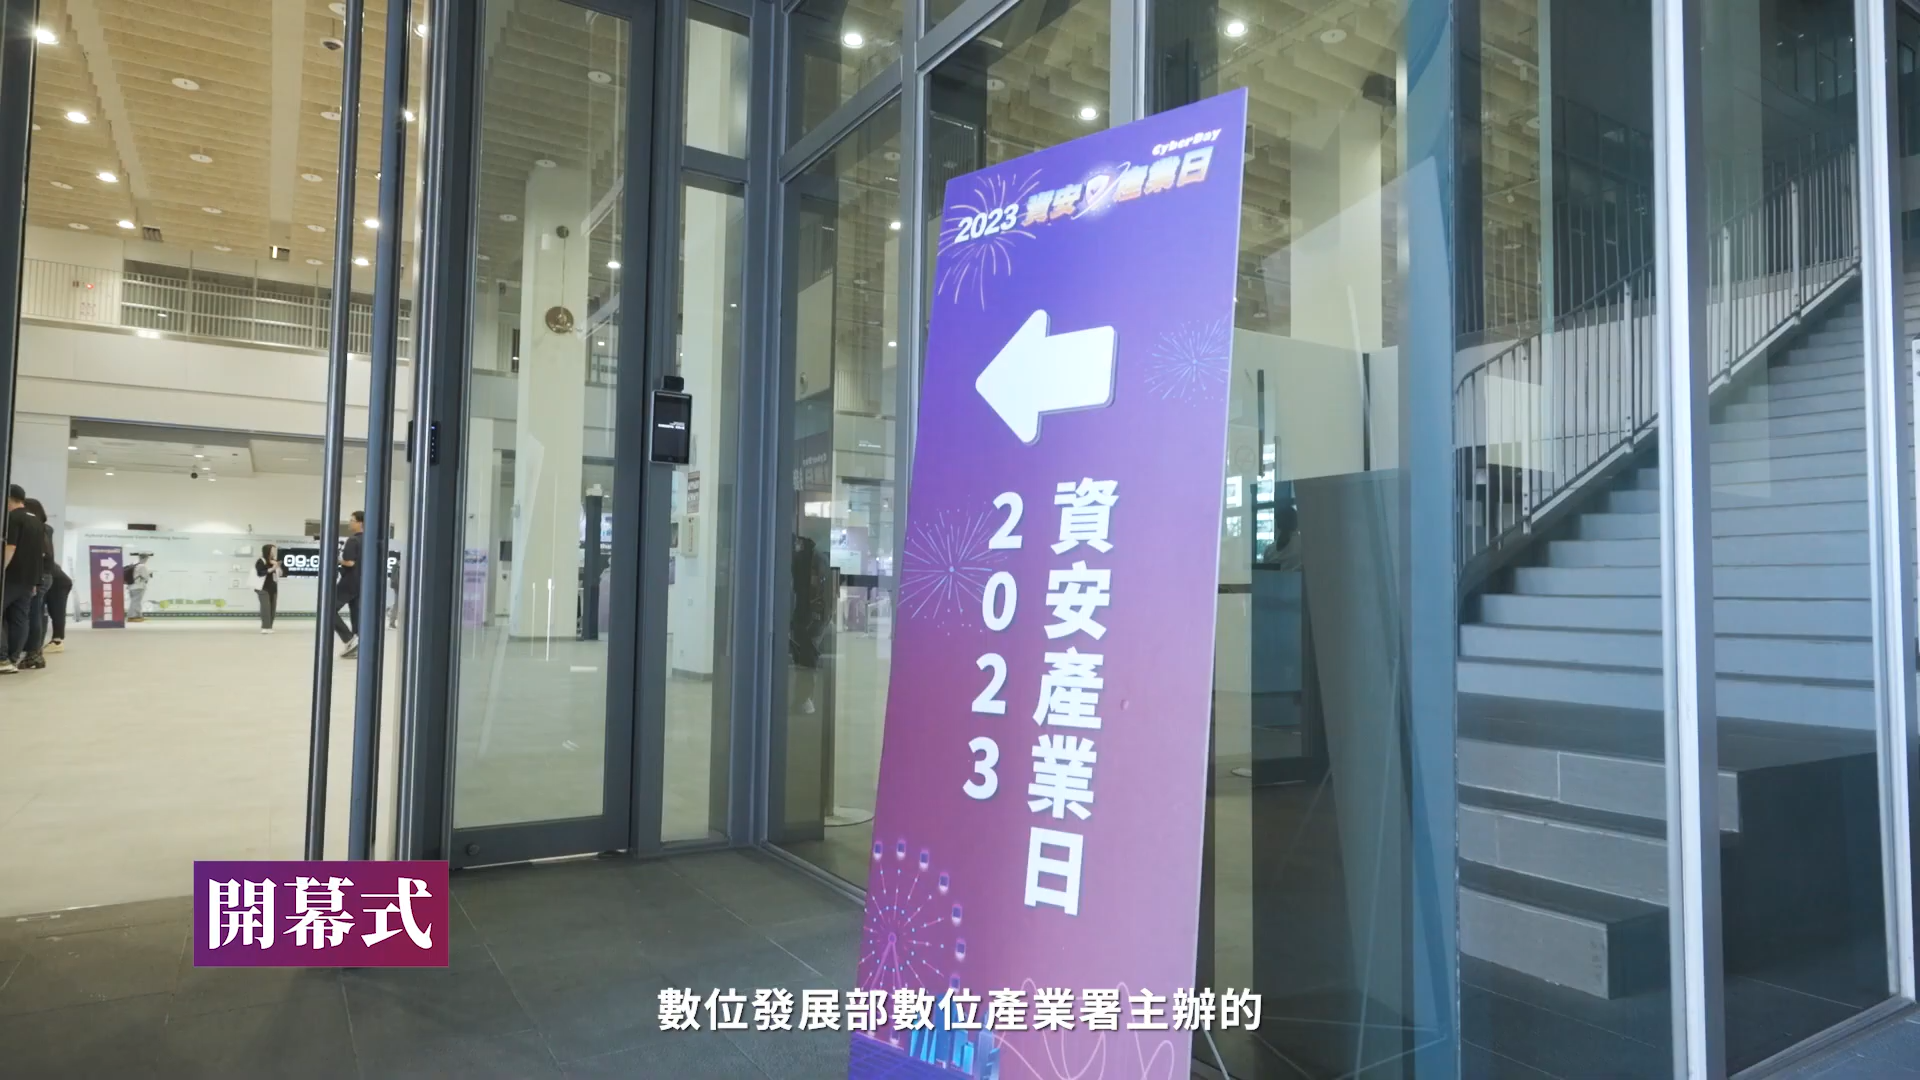 CyberDay
2023 資安產業日
資安產業日
2023
開幕式
數位發展部數位產業署主辦的